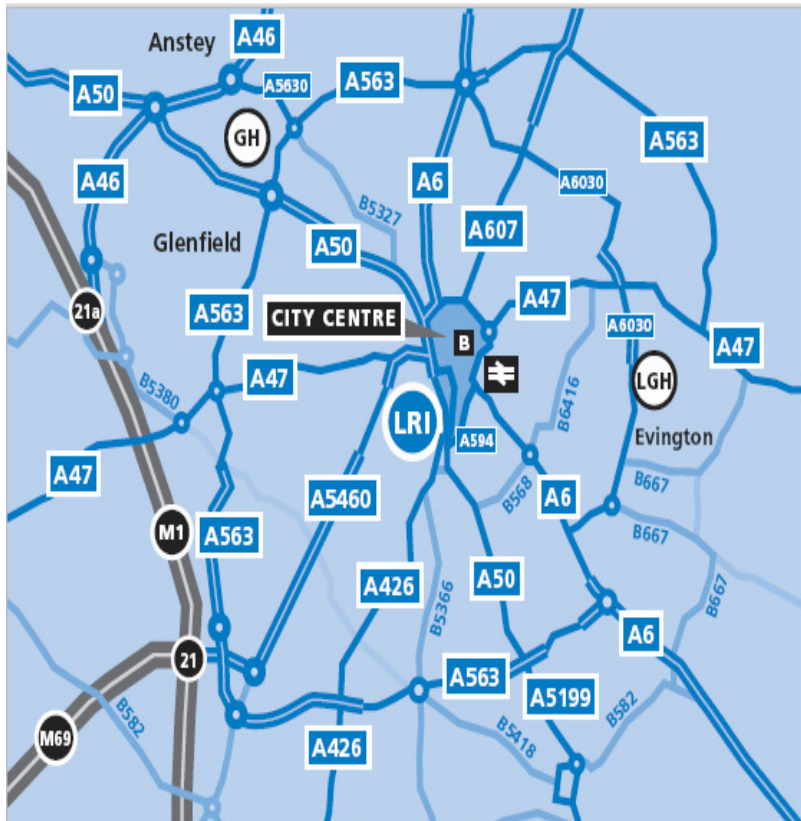 Anstey
A46
A50
A5630
A563
GH
A563
A46
A6
A6030
B5327
A607
Glenfield
A50
21a
A563
CITY CENTRE
A47
B
A6030
A47
A47
B5380
B6416
LGH
LRI
A594
Evington
A47
A5460
B568
A6
B667
M1
A563
B667
A426
B5366
A50
B667
A6
21
A563
A5199
B582
B582
M69
A426
B5418